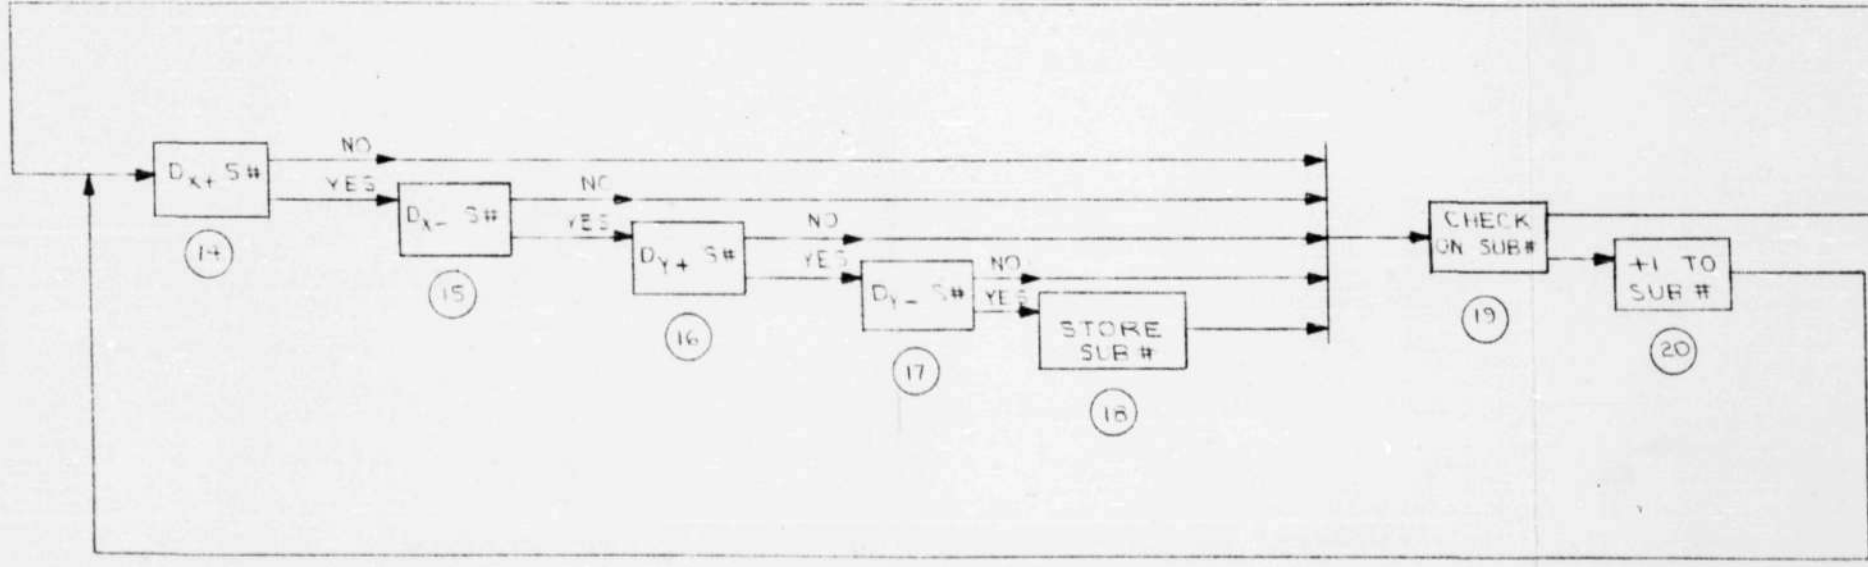 NO
D X+ S#
YES
14
NO
D X- S#
YES
15
NO
D Y+ S#
YES
16
NO
D Y- S#
YES
17
STORE
SUB #
18
CHECK
ON SUB#
19
+1 TO
SUB #
20